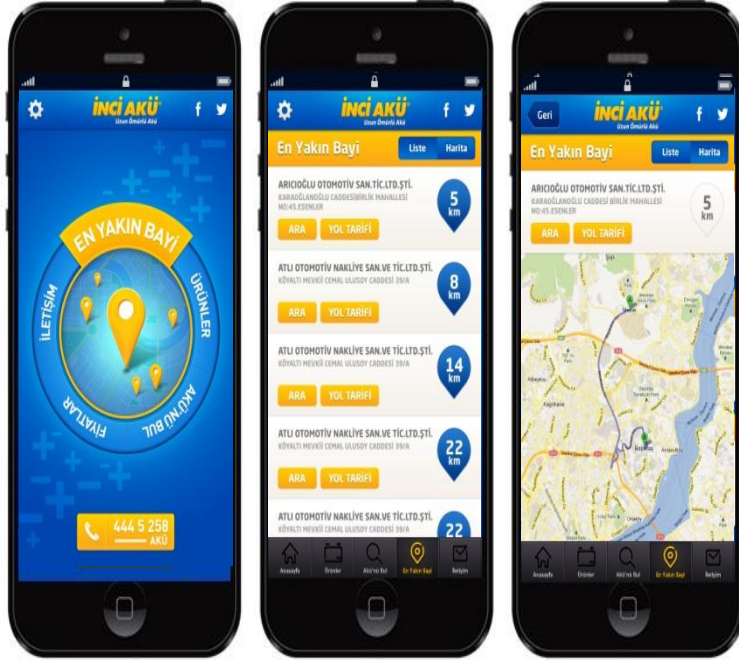 İNCİ AKÜ
Uzun Ömürlü Akü
f
EN YAKIN BAYİ
ÜRÜNLER
AKÜ'NÜ BUL
FİYATLAR
İLETİŞİM
444 5 258
AKÜ
İNCİ AKÜ
Uzun Ömürlü Akü
f
En Yakın Bayi
Liste Harita
ARICIOĞLU OTOMOTİV SAN.TİC.LTD.ŞTİ.
KARAOĞLANOĞLU CADDESİBİRLİK MAHALLESİ
NO:45 ESENLER
5
km
ARA YOL TARİFİ
ATLI OTOMOTİV NAKLİYE SAN.VE TİC.LTD.ŞTİ.
KÖYALTI MEVKİİ CEMAL ULUSOY CADDESİ 39/A
8
km
ARA YOL TARİFİ
ATLI OTOMOTİV NAKLİYE SAN.VE TİC.LTD.ŞTİ.
KÖYALTI MEVKİİ CEMAL ULUSOY CADDESİ 39/A
14
km
ARA YOL TARİFİ
ATLI OTOMOTİV NAKLİYE SAN.VE TİC.LTD.ŞTİ.
KÖYALTI MEVKİİ CEMAL ULUSOY CADDESİ 39/A
22
km
ARA YOL TARİFİ
ATLI OTOMOTİV NAKLİYE SAN.VE TİC.LTD.ŞTİ.
KÖYALTI MEVKİİ CEMAL ULUSOY CADDESİ 39/A
22
Anasayfa Ürünler Akü'nü Bul En Yakın Bayi İletişim
Geri
İNCİ AKÜ
Uzun Ömürlü Akü
f
En Yakın Bayi
Liste Harita
ARICIOĞLU OTOMOTİV SAN.TİC.LTD.ŞTİ.
KARAOĞLANOĞLU CADDESİ BİRLİK MAHALLESİ
NO:45 ESENLER
5
km
ARA YOL TARİFİ
Şişli
Kağıthane
Beşiktaş
Ortaköy
Anasayfa Ürünler Akü'nü Bul En Yakın Bayi İletişim